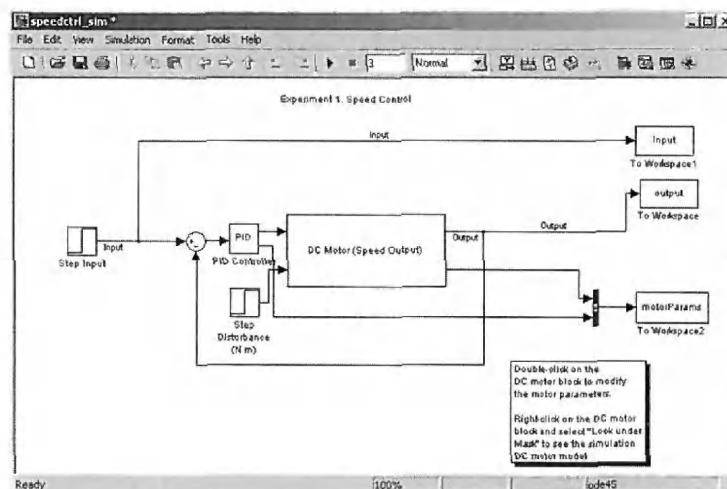 speedctrl_sim *
File Edit View Simulation Format Tools Help
3 Normal
Experiment 1. Speed Control
Input
Input
To Workspace1
output
To Workspace
Output
Step Input
Input
PID
PID Controller
DC Motor (Speed Output)
Output
Step
Disturbance
(N m)
motorParams
To Workspace2
Double-click on the
DC motor block to modify
the motor parameters.
Right-click on the DC motor
block and select "Look under
Mask" to see the simulation
DC motor model
Ready 100% ode45